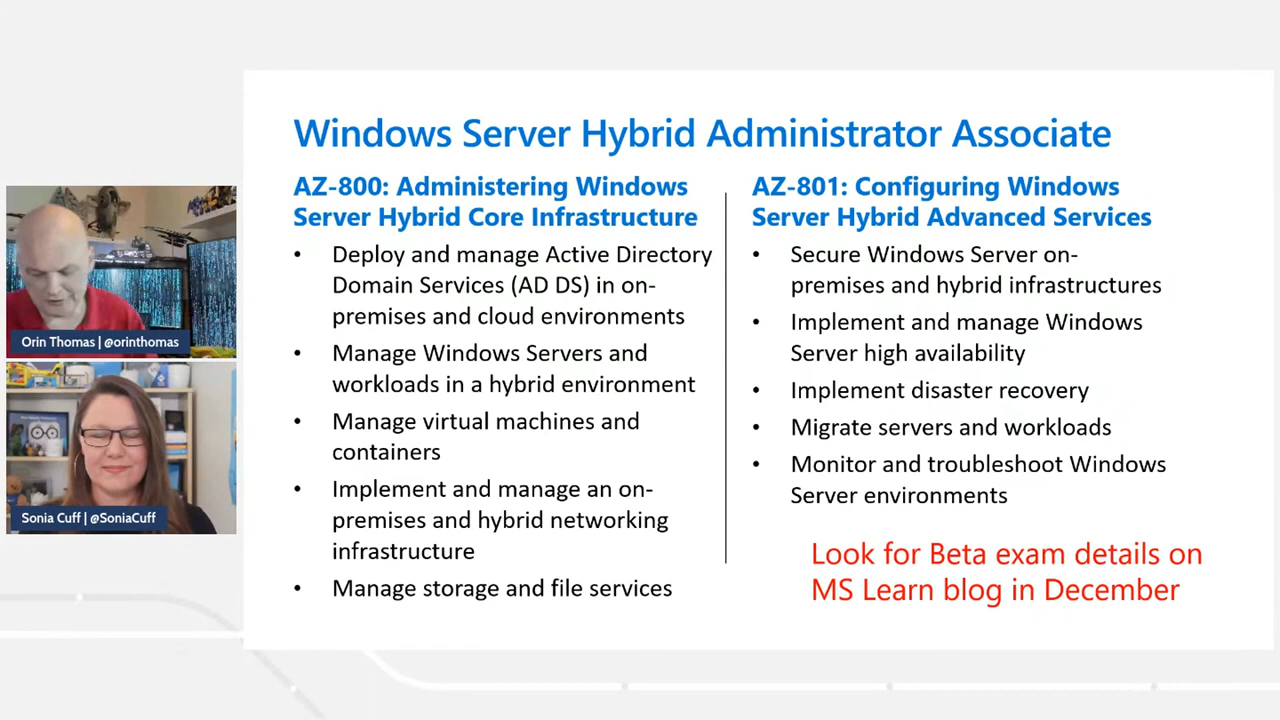 Windows Server Hybrid Administrator Associate
AZ-800: Administering Windows
Server Hybrid Core Infrastructure
• Deploy and manage Active Directory
Domain Services (AD DS) in on-
premises and cloud environments
• Manage Windows Servers and
workloads in a hybrid environment
• Manage virtual machines and
containers
• Implement and manage an on-
premises and hybrid networking
infrastructure
• Manage storage and file services
AZ-801: Configuring Windows
Server Hybrid Advanced Services
• Secure Windows Server on-
premises and hybrid infrastructures
• Implement and manage Windows
Server high availability
• Implement disaster recovery
• Migrate servers and workloads
• Monitor and troubleshoot Windows
Server environments
Look for Beta exam details on
MS Learn blog in December
Orin Thomas | @orinthomas
Sonia Cuff | @SoniaCuff